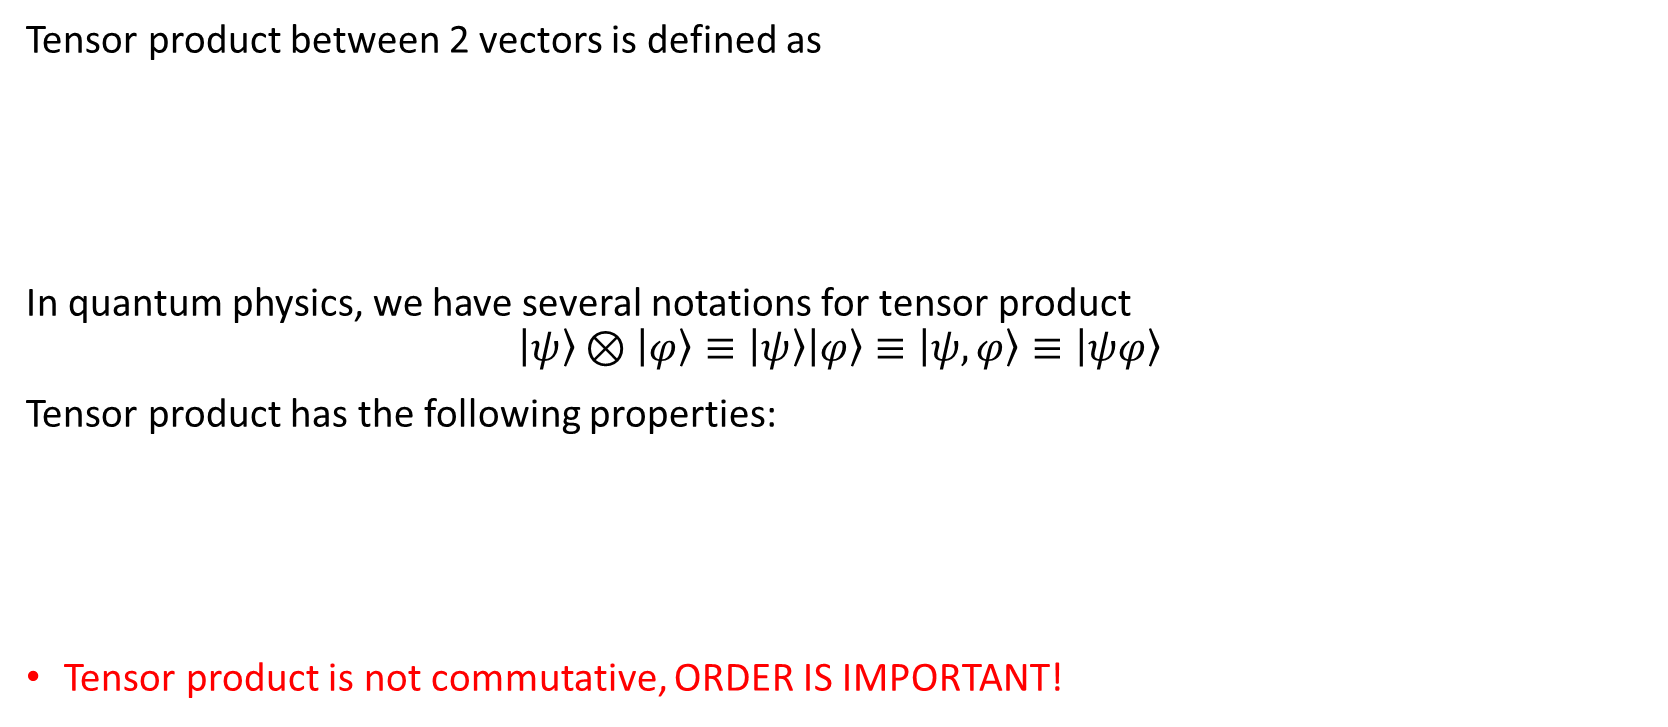 Tensor product between 2 vectors is defined as
In quantum physics, we have several notations for tensor product
|ψ⟩ ⊗ |φ⟩ ≡ |ψ⟩|φ⟩ ≡ |ψ, φ⟩ ≡ |ψφ⟩
Tensor product has the following properties:
• Tensor product is not commutative, ORDER IS IMPORTANT!